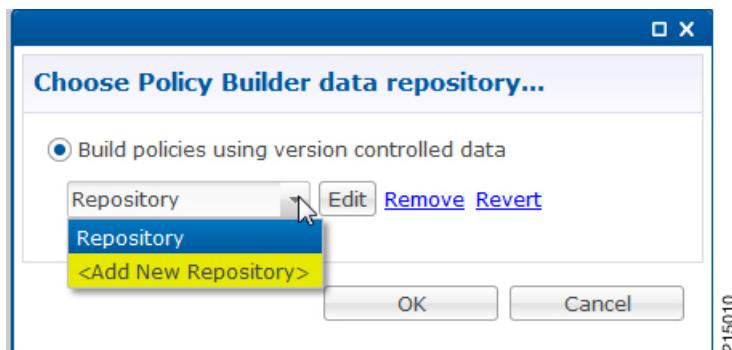 Choose Policy Builder data repository...
Build policies using version controlled data
Repository Edit Remove Revert
Repository
<Add New Repository>
OK Cancel
215010